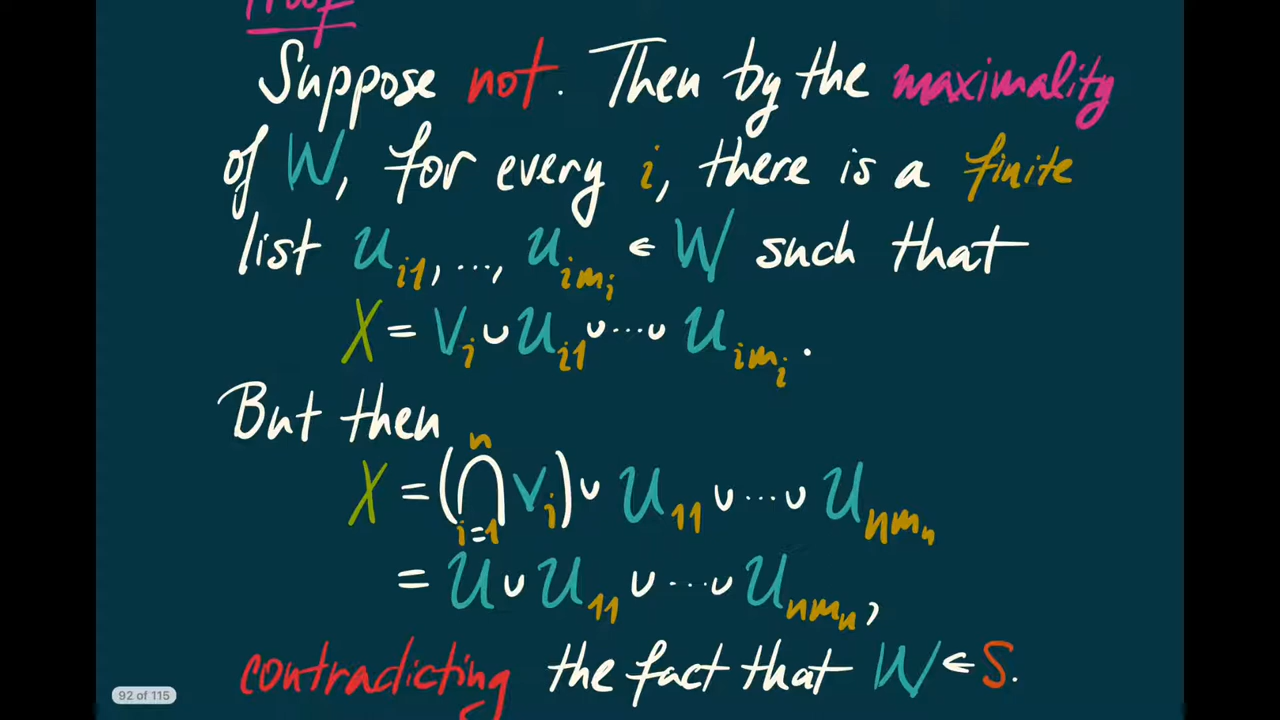 Proof
Suppose not. Then by the maximality
of W, for every i, there is a finite
list U_{i1}, ..., U_{im_i} ∈ W such that
X = V_i ∪ U_{i1} ∪ ... ∪ U_{im_i}.
But then
X = (⋂_{i=1}^{n} V_i) ∪ U_{11} ∪ ... ∪ U_{nm_n}
= U ∪ U_{11} ∪ ... ∪ U_{nm_n},
contradicting the fact that W ∈ S.
92 of 115